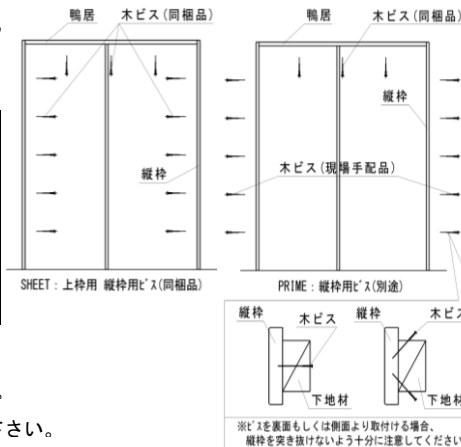 鴨居
木ビス(同梱品)
縦枠
SHEET：上枠用 縦枠用ビス(同梱品)
鴨居
木ビス(同梱品)
縦枠
木ビス(現場手配品)
PRIME：縦枠用ビス(別途)
縦枠
木ビス
下地材
縦枠
木ビ
下地材
※ビスを裏面もしくは側面より取付ける場合、
縦枠を突き抜けないよう十分に注意してください
。
ださい。